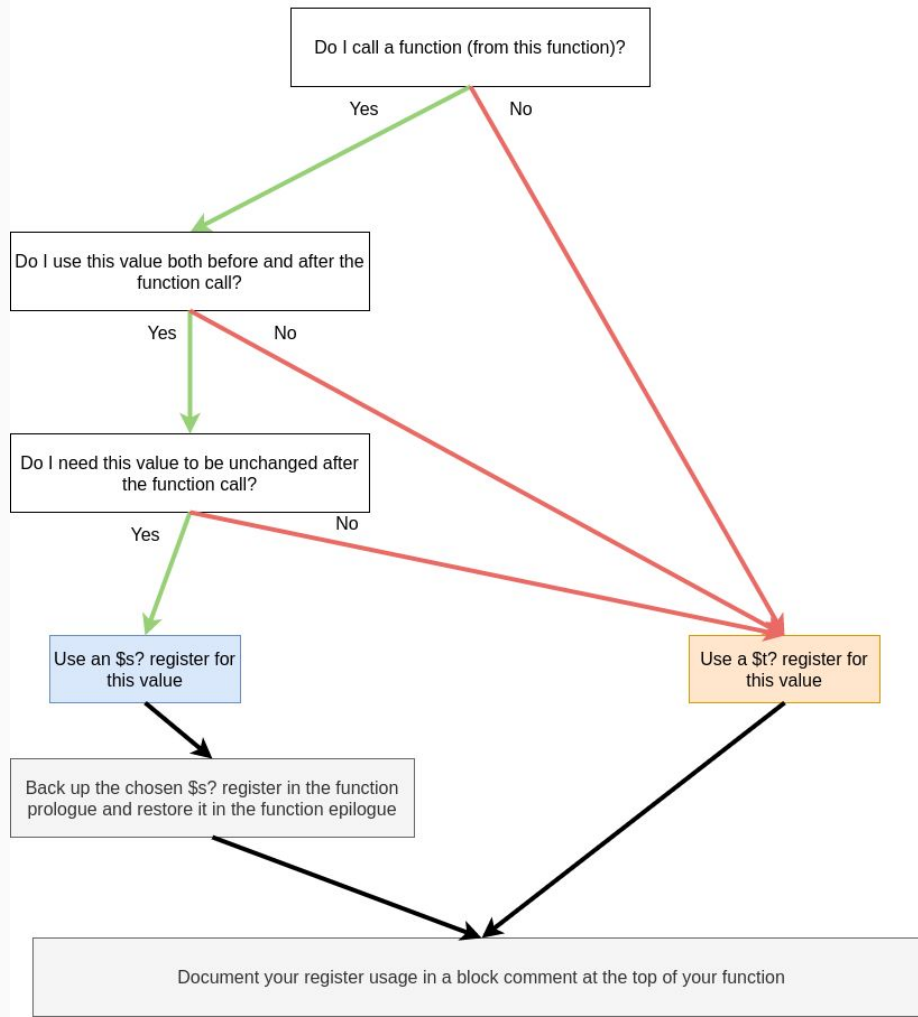 Do I call a function (from this function)?
Yes
No
Do I use this value both before and after the
function call?
Yes
No
Do I need this value to be unchanged after
the function call?
Yes
No
Use an $s? register for
this value
Use a $t? register for
this value
Back up the chosen $s? register in the function
prologue and restore it in the function epilogue
Document your register usage in a block comment at the top of your function